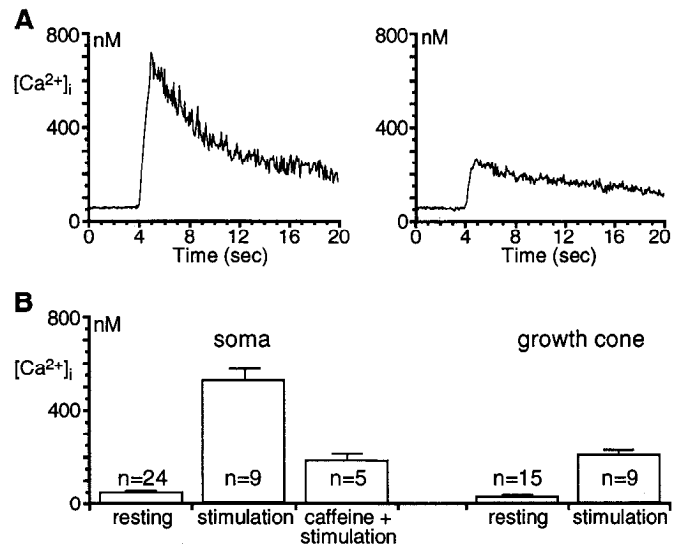 A
800 nM
[Ca²⁺]ᵢ
400
0
0 4 8 12 16 20
Time (sec)
800 nM
400
0
0 4 8 12 16 20
Time (sec)
B
800 nM
soma
growth cone
[Ca²⁺]ᵢ
400
0
n=24 n=9 n=5 n=15 n=9
resting stimulation caffeine + resting stimulation
stimulation